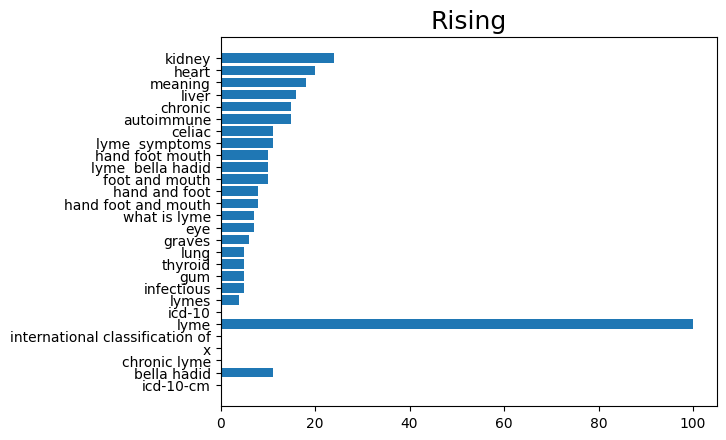 Rising
kidney
heart
meaning
liver
chronic
autoimmune
celiac
lyme  symptoms
hand foot mouth
lyme  bella hadid
foot and mouth
hand and foot
hand foot and mouth
what is lyme
eye
graves
lung
thyroid
gum
infectious
lymes
icd-10
lyme
international classification of
x
chronic lyme
bella hadid
icd-10-cm
0 20 40 60 80 100